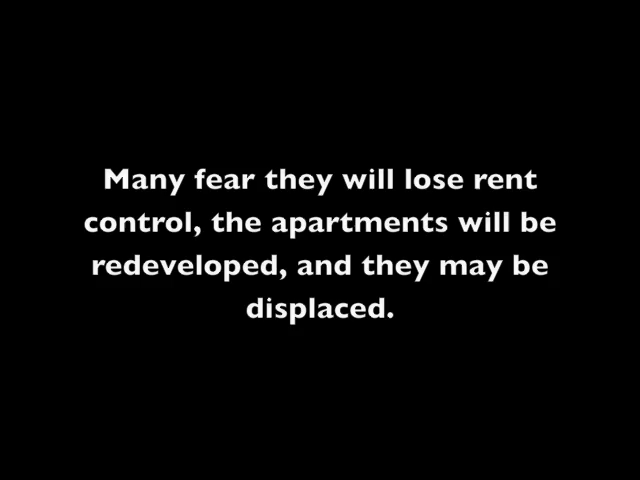 Many fear they will lose rent
control, the apartments will be
redeveloped, and they may be
displaced.